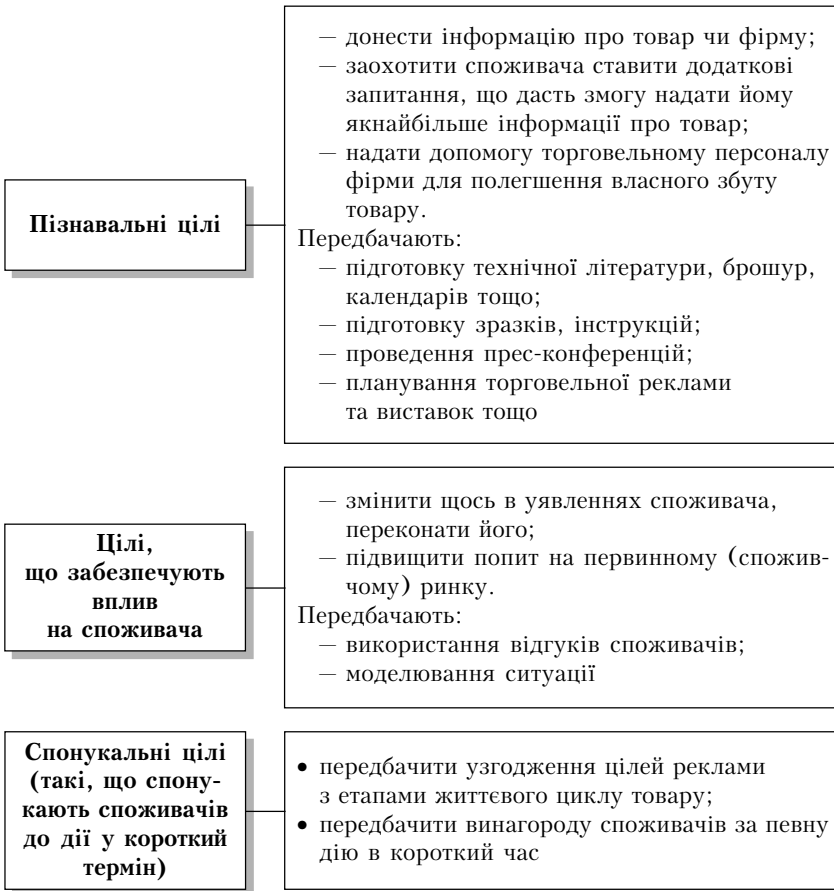 Пізнавальні цілі
— донести інформацію про товар чи фірму;
— заохотити споживача ставити додаткові
запитання, що дасть змогу надати йому
якнайбільше інформації про товар;
— надати допомогу торговельному персоналу
фірми для полегшення власного збуту
товару.
Передбачають:
— підготовку технічної літератури, брошур,
календарів тощо;
— підготовку зразків, інструкцій;
— проведення прес-конференцій;
— планування торговельної реклами
та виставок тощо
Цілі,
що забезпечують
вплив
на споживача
— змінити щось в уявленнях споживача,
переконати його;
— підвищити попит на первинному (спожив-
чому) ринку.
Передбачають:
— використання відгуків споживачів;
— моделювання ситуації
Спонукальні цілі
(такі, що спону-
кають споживачів
до дії у короткий
термін)
• передбачити узгодження цілей реклами
з етапами життєвого циклу товару;
• передбачити винагороду споживачів за певну
дію в короткий час